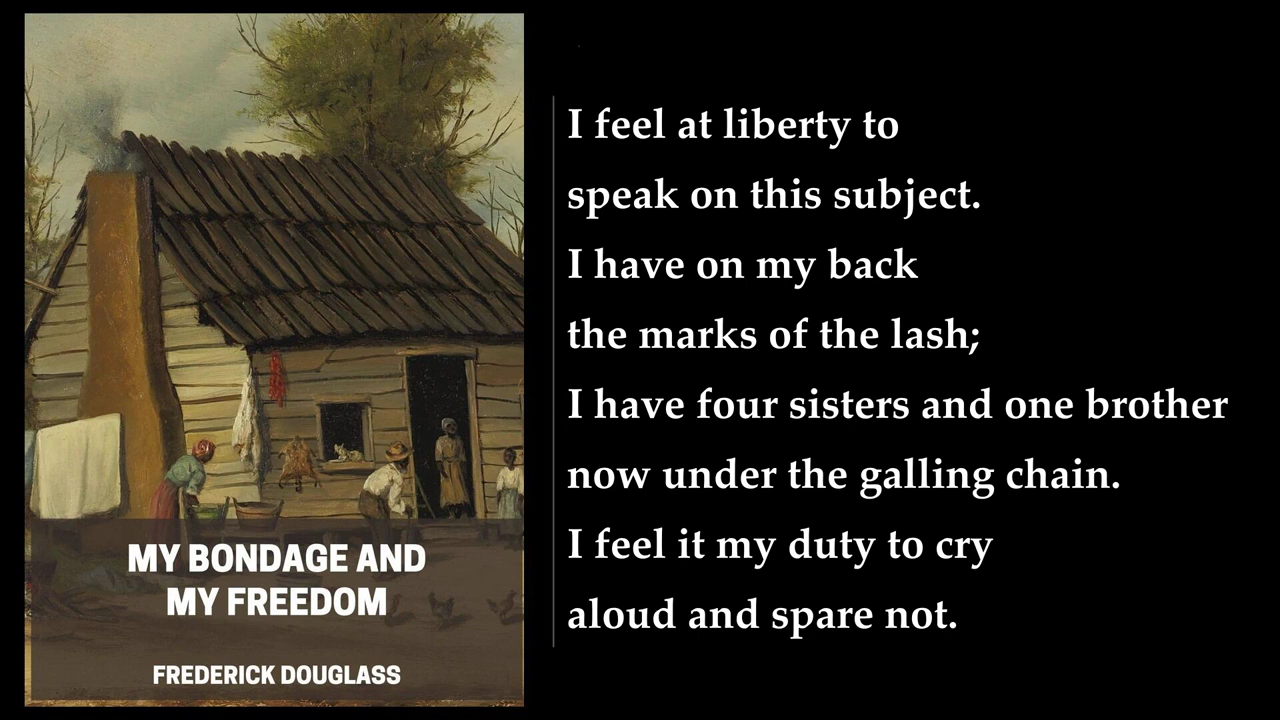 MY BONDAGE AND
MY FREEDOM
FREDERICK DOUGLASS
I feel at liberty to
speak on this subject.
I have on my back
the marks of the lash;
I have four sisters and one brother
now under the galling chain.
I feel it my duty to cry
aloud and spare not.